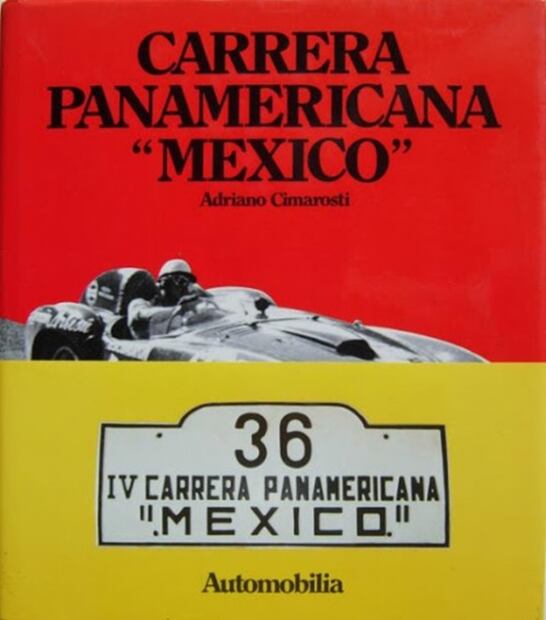 CARRERA
PANAMERICANA
“MEXICO”
Adriano Cimarosti
36
IV CARRERA PANAMERICANA
".MEXICO."
Automobilia